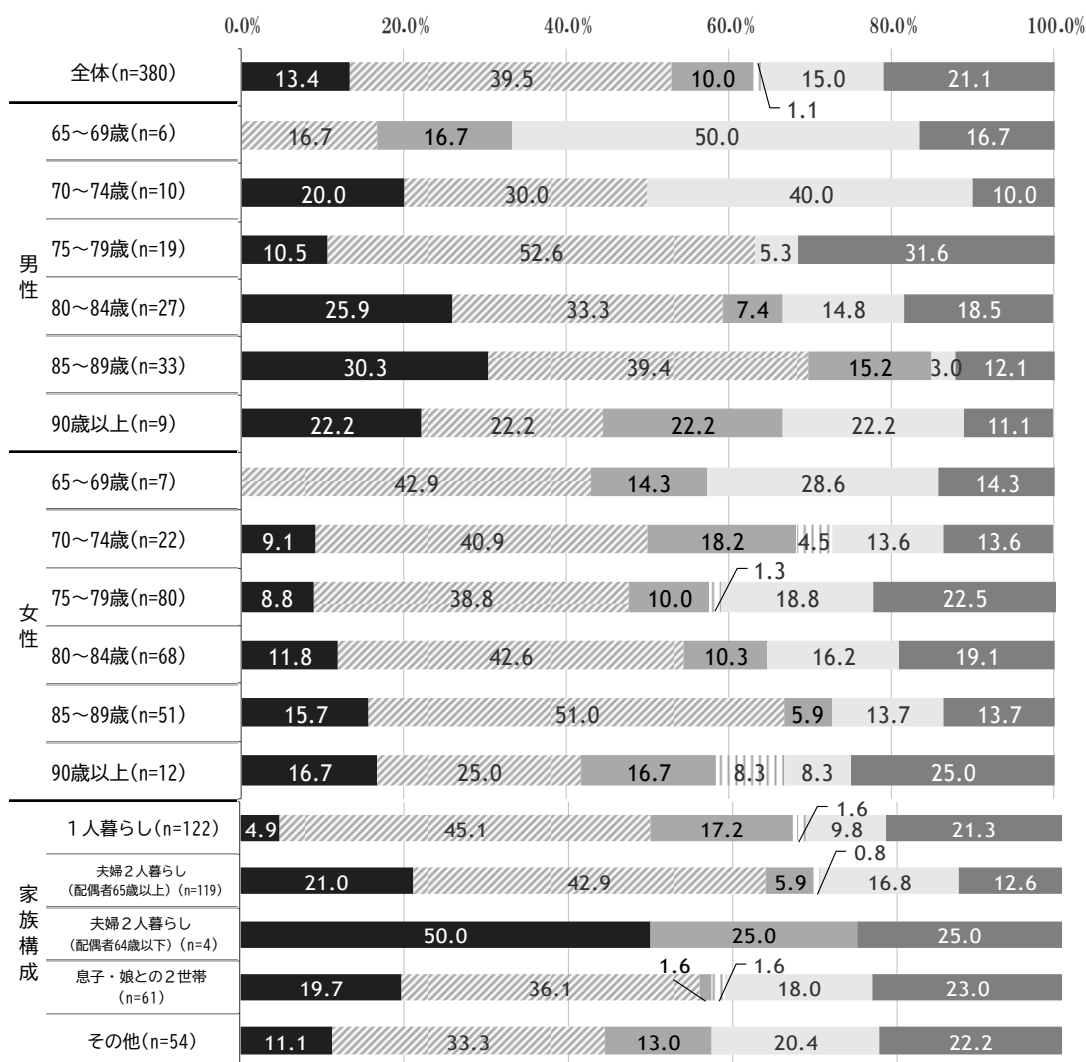 0.0% 20.0% 40.0% 60.0% 80.0% 100.0%
全体(n=380) 13.4 39.5 10.0 1.1 15.0 21.1
男性
65～69歳(n=6) 16.7 16.7 50.0 16.7
70～74歳(n=10) 20.0 30.0 40.0 10.0
75～79歳(n=19) 10.5 52.6 5.3 31.6
80～84歳(n=27) 25.9 33.3 7.4 14.8 18.5
85～89歳(n=33) 30.3 39.4 15.2 3.0 12.1
90歳以上(n=9) 22.2 22.2 22.2 22.2 11.1
女性
65～69歳(n=7) 42.9 14.3 28.6 14.3
70～74歳(n=22) 9.1 40.9 18.2 4.5 13.6 13.6
75～79歳(n=80) 8.8 38.8 10.0 1.3 18.8 22.5
80～84歳(n=68) 11.8 42.6 10.3 16.2 19.1
85～89歳(n=51) 15.7 51.0 5.9 13.7 13.7
90歳以上(n=12) 16.7 25.0 16.7 8.3 8.3 25.0
家族構成
１人暮らし(n=122) 4.9 45.1 17.2 1.6 9.8 21.3
夫婦２人暮らし
(配偶者65歳以上)(n=119) 21.0 42.9 5.9 0.8 16.8 12.6
夫婦２人暮らし
(配偶者64歳以下)(n=4) 50.0 25.0 25.0
息子・娘との２世帯
(n=61) 19.7 36.1 1.6 1.6 18.0 23.0
その他(n=54) 11.1 33.3 13.0 20.4 22.2